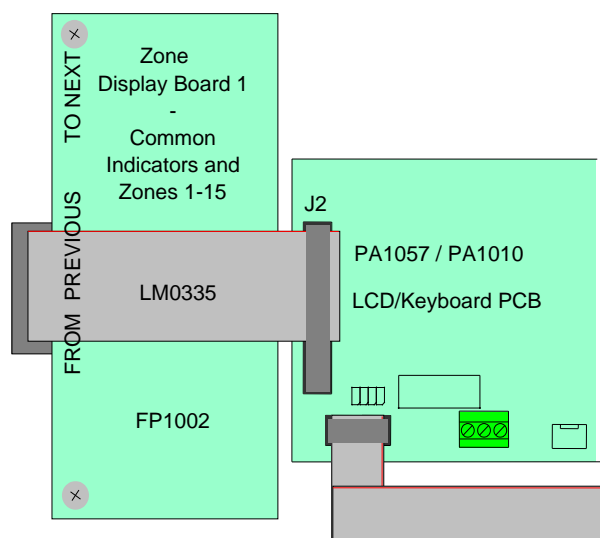 Zone
Display Board 1
-
Common
Indicators and
Zones 1-15
TO NEXT
FROM PREVIOUS
LM0335
FP1002
J2
PA1057 / PA1010
LCD/Keyboard PCB